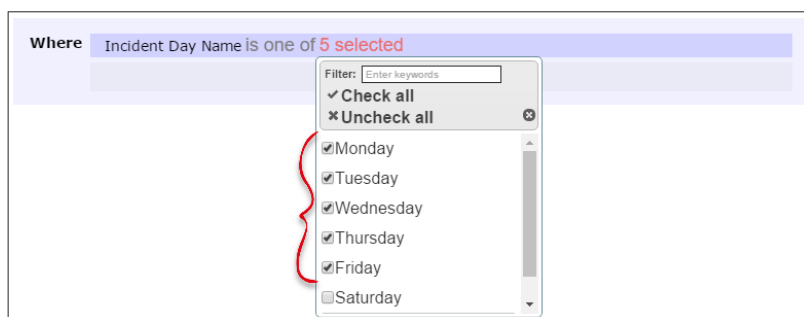 Where Incident Day Name is one of 5 selected
Filter: Enter keywords
Check all
Uncheck all
Monday
Tuesday
Wednesday
Thursday
Friday
Saturday